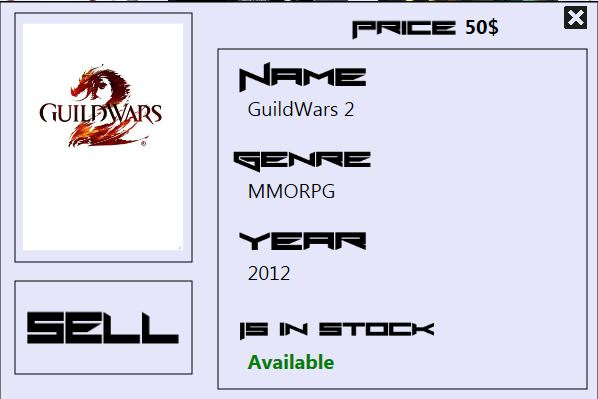 PRICE 50$
GUILDWARS
2
®
NAME
GuildWars 2
GENRE
MMORPG
YEAR
2012
IS IN STOCK
Available
SELL